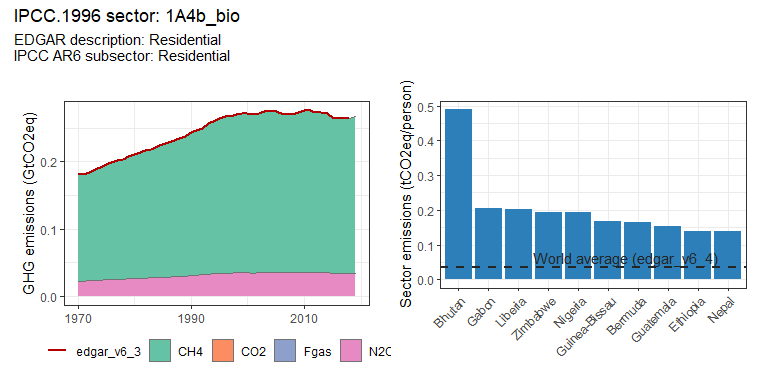 IPCC.1996 sector: 1A4b_bio
EDGAR description: Residential
IPCC AR6 subsector: Residential
GHG emissions (GtCO2eq)
0.2
0.1
0.0
1970
1990
2010
edgar_v6_3
CH4
CO2
Fgas
N2O
Sector emissions (tCO2eq/person)
0.5
0.4
0.3
0.2
0.1
0.0
World average (edgar_v6_4)
Bhutan
Gabon
Liberia
Zimbabwe
Nigeria
Guinea-Bissau
Bermuda
Guatemala
Ethiopia
Nepal